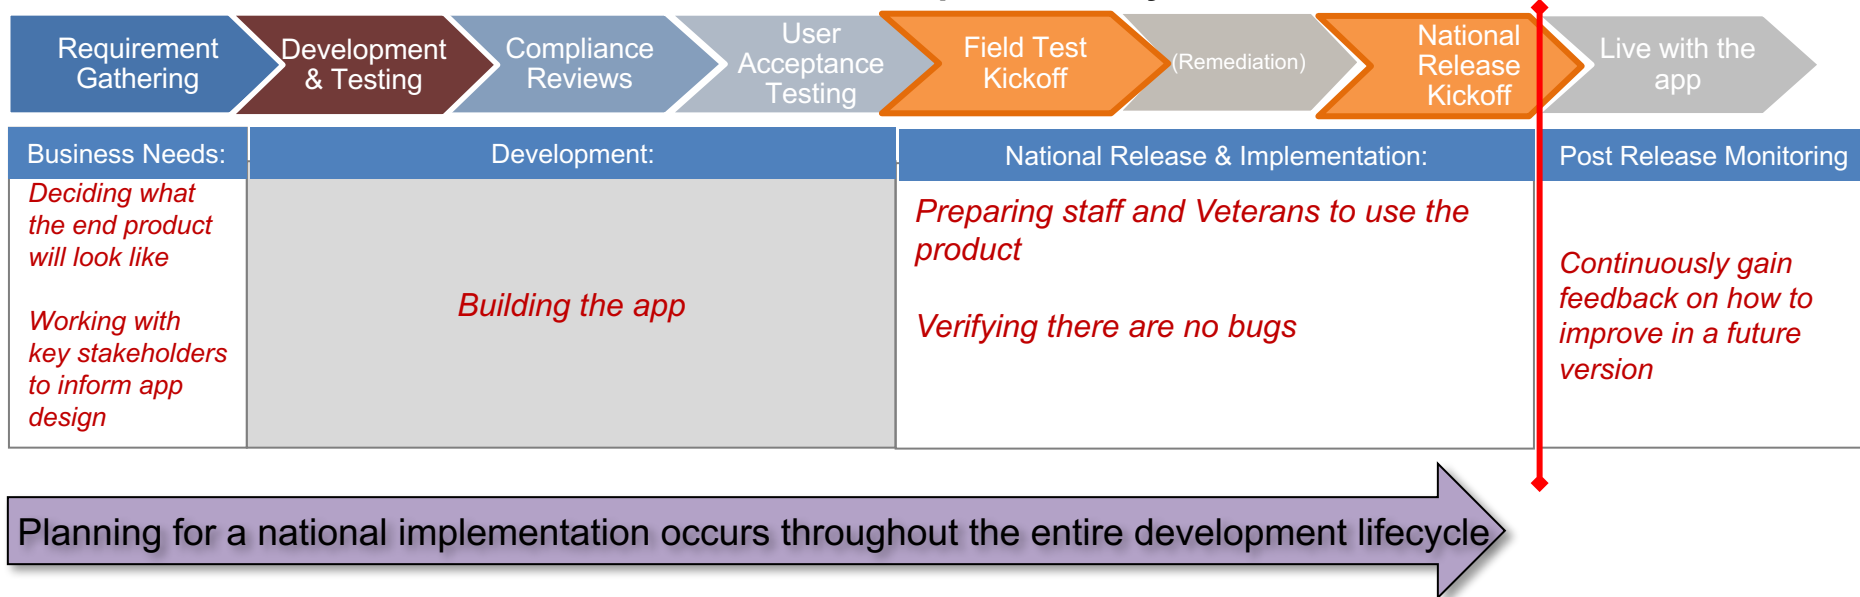 Requirement
Gathering
Development
& Testing
Compliance
Reviews
User
Acceptance
Testing
Field Test
Kickoff
(Remediation)
National
Release
Kickoff
Live with the
app
Business Needs:
Development:
National Release & Implementation:
Post Release Monitoring
Deciding what
the end product
will look like
Working with
key stakeholders
to inform app
design
Building the app
Preparing staff and Veterans to use the
product
Verifying there are no bugs
Continuously gain
feedback on how to
improve in a future
version
Planning for a national implementation occurs throughout the entire development lifecycle